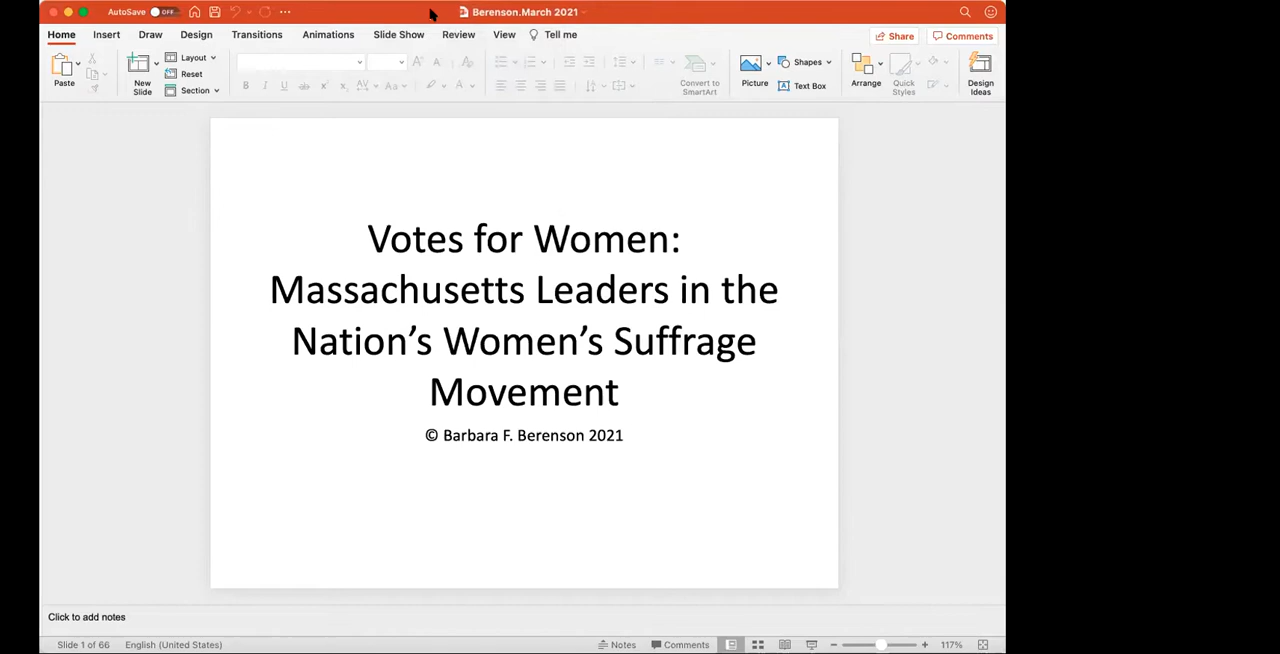 AutoSave OFF
Berenson.March 2021
Home Insert Draw Design Transitions Animations Slide Show Review View Tell me Share Comments
Paste
New Slide
Layout
Reset
Section
Convert to SmartArt
Picture
Shapes
Text Box
Arrange
Quick Styles
Design Ideas
Votes for Women:
Massachusetts Leaders in the
Nation’s Women’s Suffrage
Movement
© Barbara F. Berenson 2021
Click to add notes
Slide 1 of 66 English (United States) Notes Comments 117%